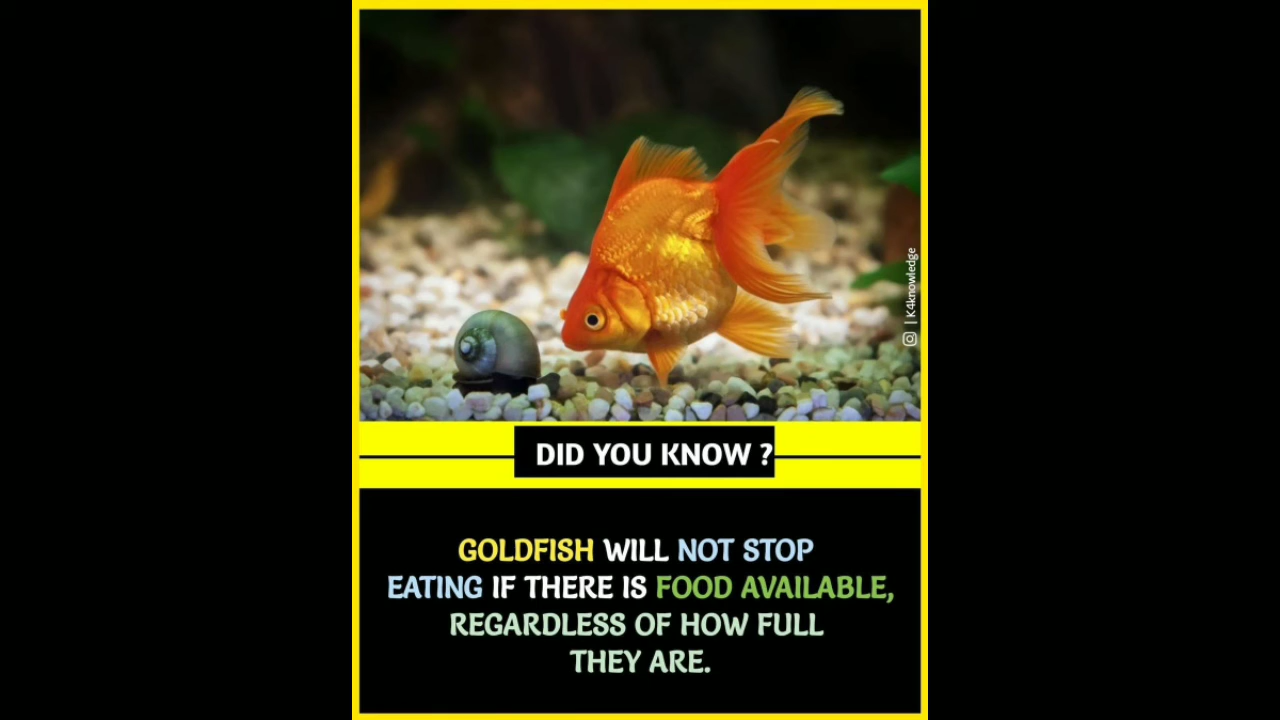 | K4knowledge
DID YOU KNOW ?
GOLDFISH WILL NOT STOP
EATING IF THERE IS FOOD AVAILABLE,
REGARDLESS OF HOW FULL
THEY ARE.